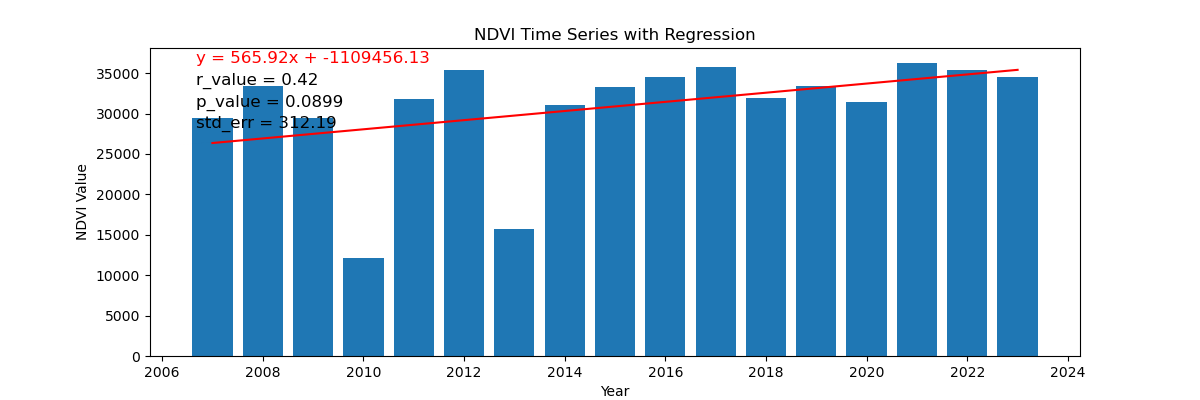 NDVI Time Series with Regression
y = 565.92x + -1109456.13
r_value = 0.42
p_value = 0.0899
std_err = 312.19
NDVI Value
35000
30000
25000
20000
15000
10000
5000
0
2006 2008 2010 2012 2014 2016 2018 2020 2022 2024
Year